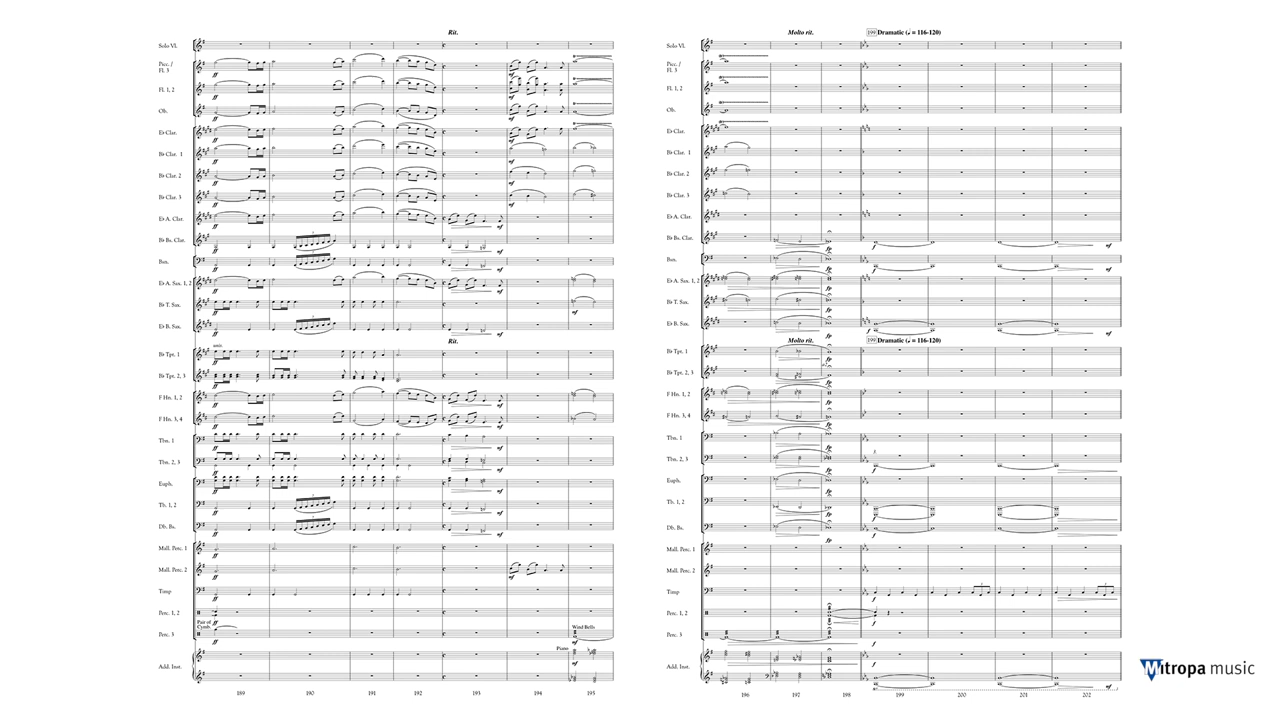 Rit.
Solo Vl.
Picc. /
Fl. 3
Fl. 1, 2
Ob.
E♭ Clar.
B♭ Clar. 1
B♭ Clar. 2
B♭ Clar. 3
E♭ A. Clar.
B♭ Bs. Clar.
Bsn.
E♭ A. Sax. 1, 2
B♭ T. Sax.
E♭ B. Sax.
Rit.
B♭ Tpt. 1
B♭ Tpt. 2, 3
F Hn. 1, 2
F Hn. 3, 4
Tbn. 1
Tbn. 2, 3
Euph.
Tb. 1, 2
Db. Bs.
Mall. Perc. 1
Mall. Perc. 2
Timp
Perc. 1, 2
Pair of
Cymb.
Perc. 3
Wind Bells
Piano
Add. Inst.
189 190 191 192 193 194 195
Molto rit. 199 Dramatic (♩ = 116-120)
Solo Vl.
Picc. /
Fl. 3
Fl. 1, 2
Ob.
E♭ Clar.
B♭ Clar. 1
B♭ Clar. 2
B♭ Clar. 3
E♭ A. Clar.
B♭ Bs. Clar.
Bsn.
E♭ A. Sax. 1, 2
B♭ T. Sax.
E♭ B. Sax.
Molto rit. 199 Dramatic (♩ = 116-120)
B♭ Tpt. 1
B♭ Tpt. 2, 3
F Hn. 1, 2
F Hn. 3, 4
Tbn. 1
Tbn. 2, 3
Euph.
Tb. 1, 2
Db. Bs.
Mall. Perc. 1
Mall. Perc. 2
Timp
Perc. 1, 2
Perc. 3
Add. Inst.
196 197 198 199 200 201 202
Mitropa music